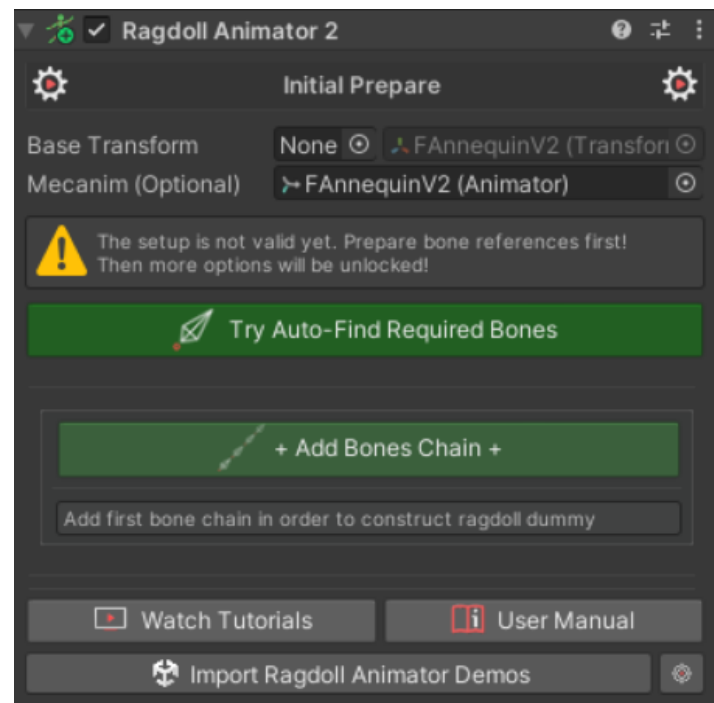 Ragdoll Animator 2
Initial Prepare
Base Transform None FAnnequinV2 (Transfor
Mecanim (Optional) FAnnequinV2 (Animator)
The setup is not valid yet. Prepare bone references first!
Then more options will be unlocked!
Try Auto-Find Required Bones
+ Add Bones Chain +
Add first bone chain in order to construct ragdoll dummy
Watch Tutorials User Manual
Import Ragdoll Animator Demos